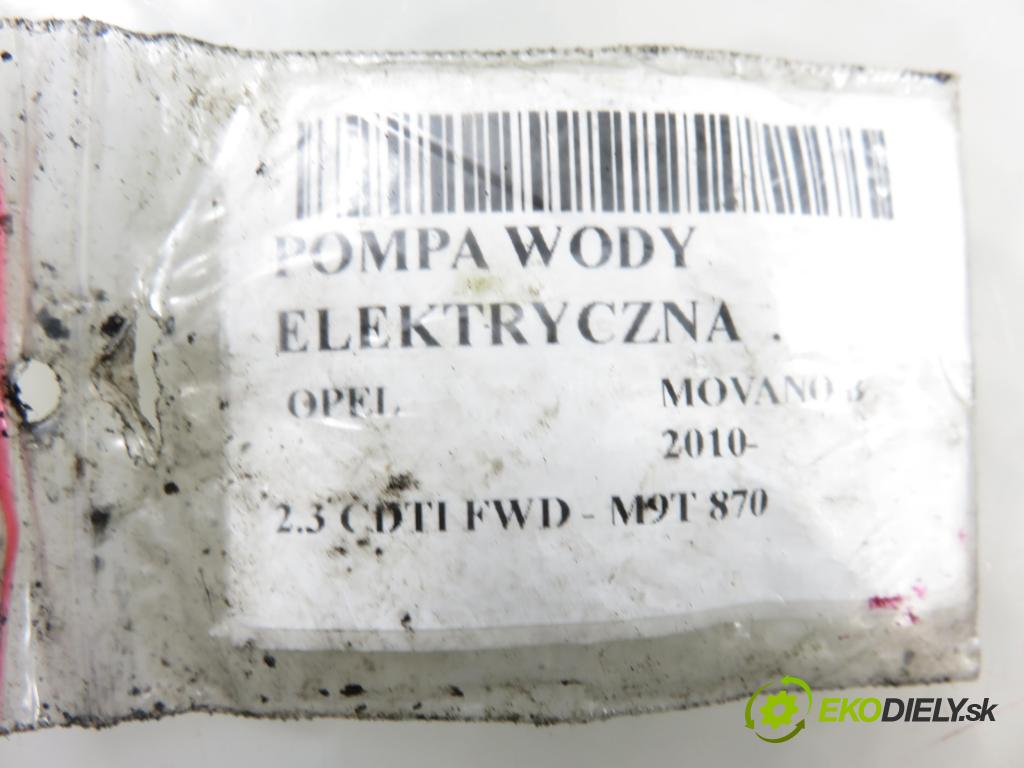 POMPA WODY
ELEKTRYCZNA .
OPEL MOVANO B
2010-
2.3 CDTI FWD - M9T 870
EKODIELY.sk